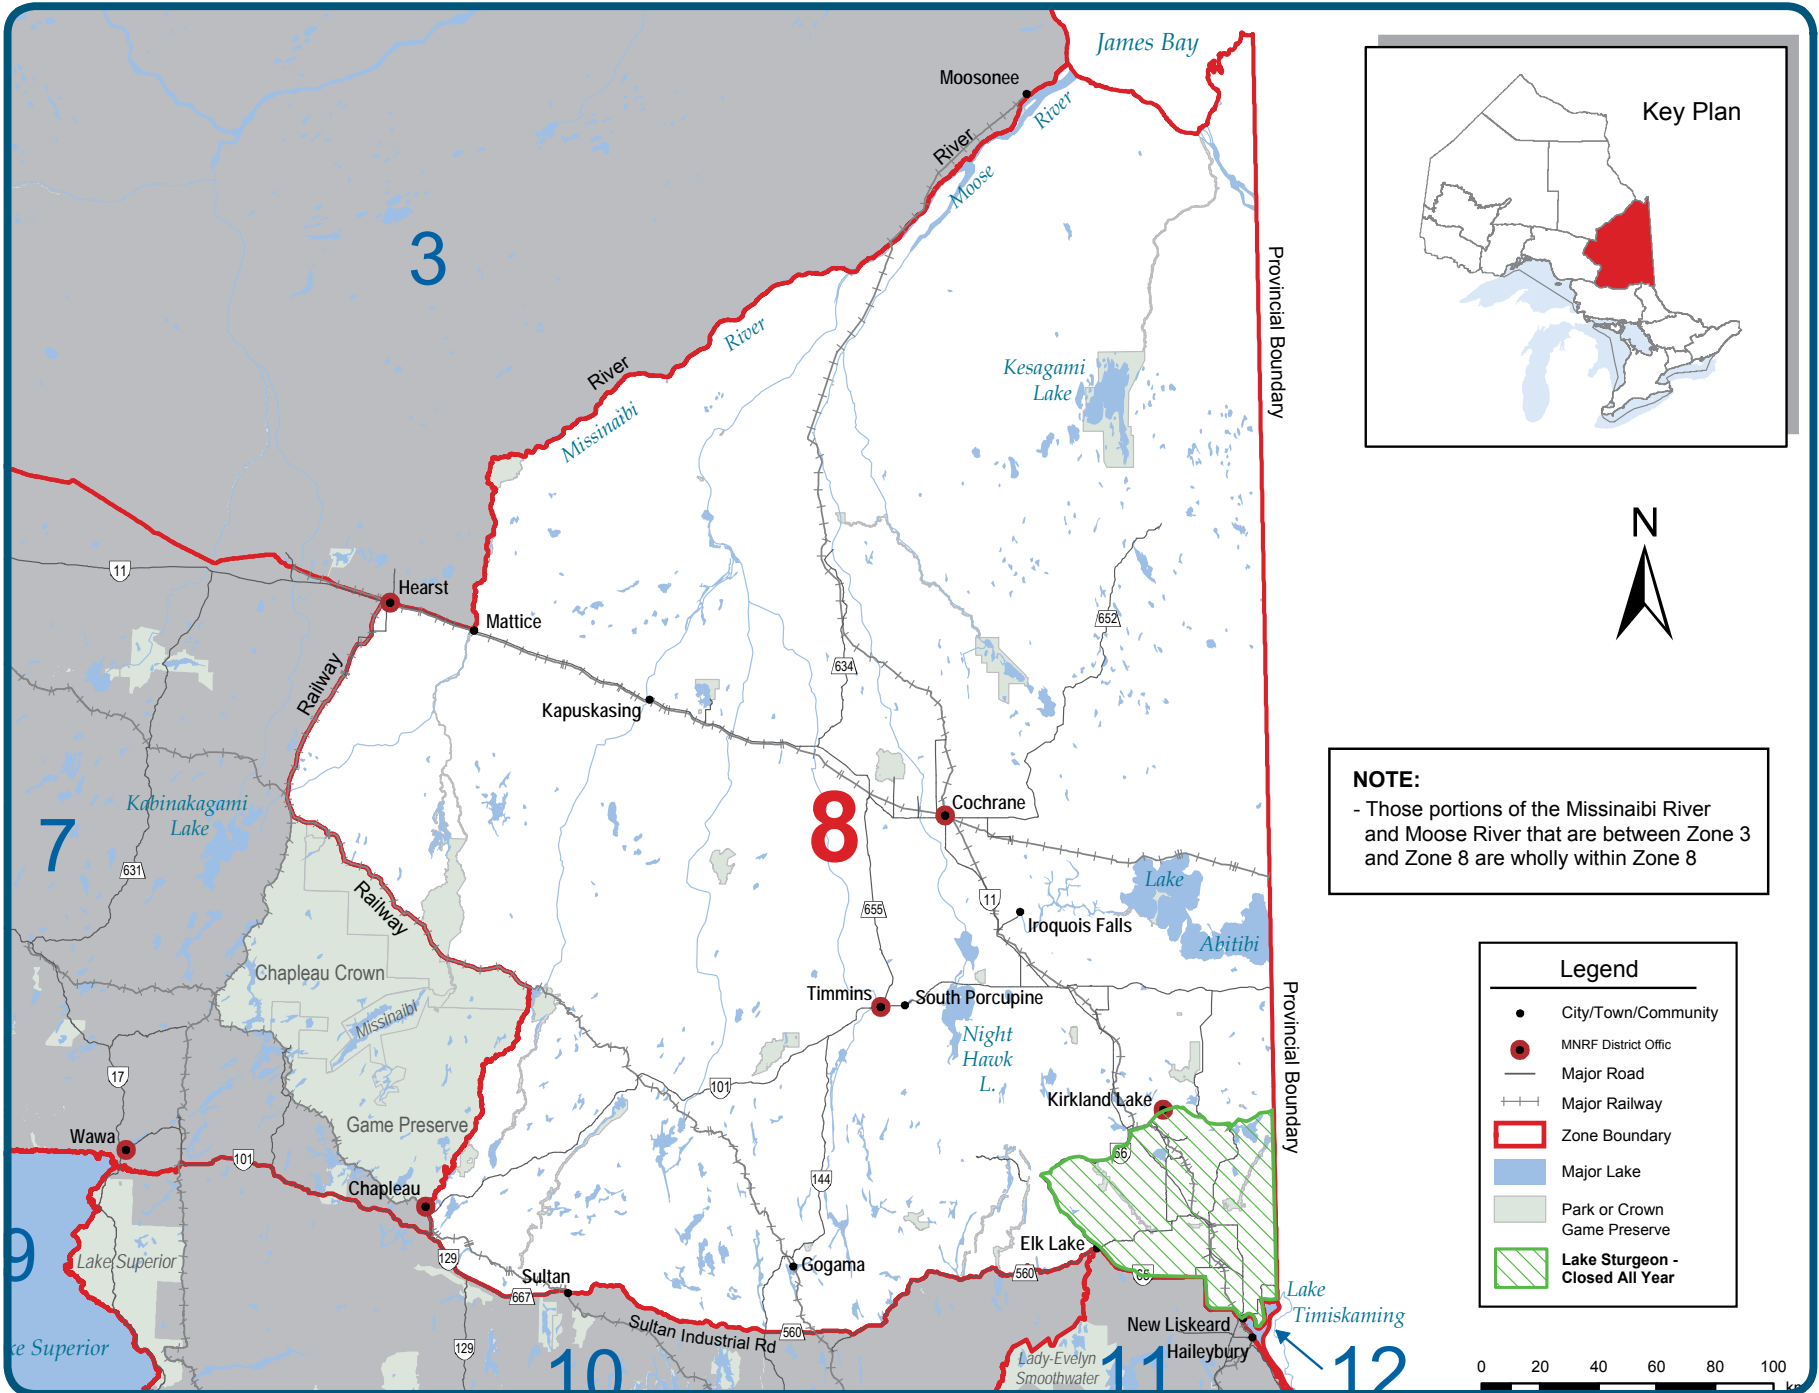 James Bay
Moosonee
River
River
Moose
Key Plan
3
Provincial Boundary
River
River
Missinaibi
Kesagami
Lake
N
11
Hearst
Mattice
652
634
Railway
Kapuskasing
NOTE:
- Those portions of the Missinaibi River
and Moose River that are between Zone 3
and Zone 8 are wholly within Zone 8
Kabinakagami
Lake
7
8
Cochrane
631
Railway
655
11
Lake
Abitibi
Iroquois Falls
Chapleau Crown
Missinaibi
Timmins
South Porcupine
Night
Hawk
L.
Provincial Boundary
Legend
City/Town/Community
MNRF District Offic
Major Road
Major Railway
Zone Boundary
Major Lake
Park or Crown
Game Preserve
Lake Sturgeon -
Closed All Year
17
101
Kirkland Lake
Game Preserve
Wawa
101
66
Chapleau
144
9
Lake Superior
129
Elk Lake
Gogama
560
65
Sultan
667
Lake
Timiskaming
ke Superior
129
Sultan Industrial Rd
560
New Liskeard
Haileybury
10
Lady-Evelyn
Smoothwater
11
12
0 20 40 60 80 100
km